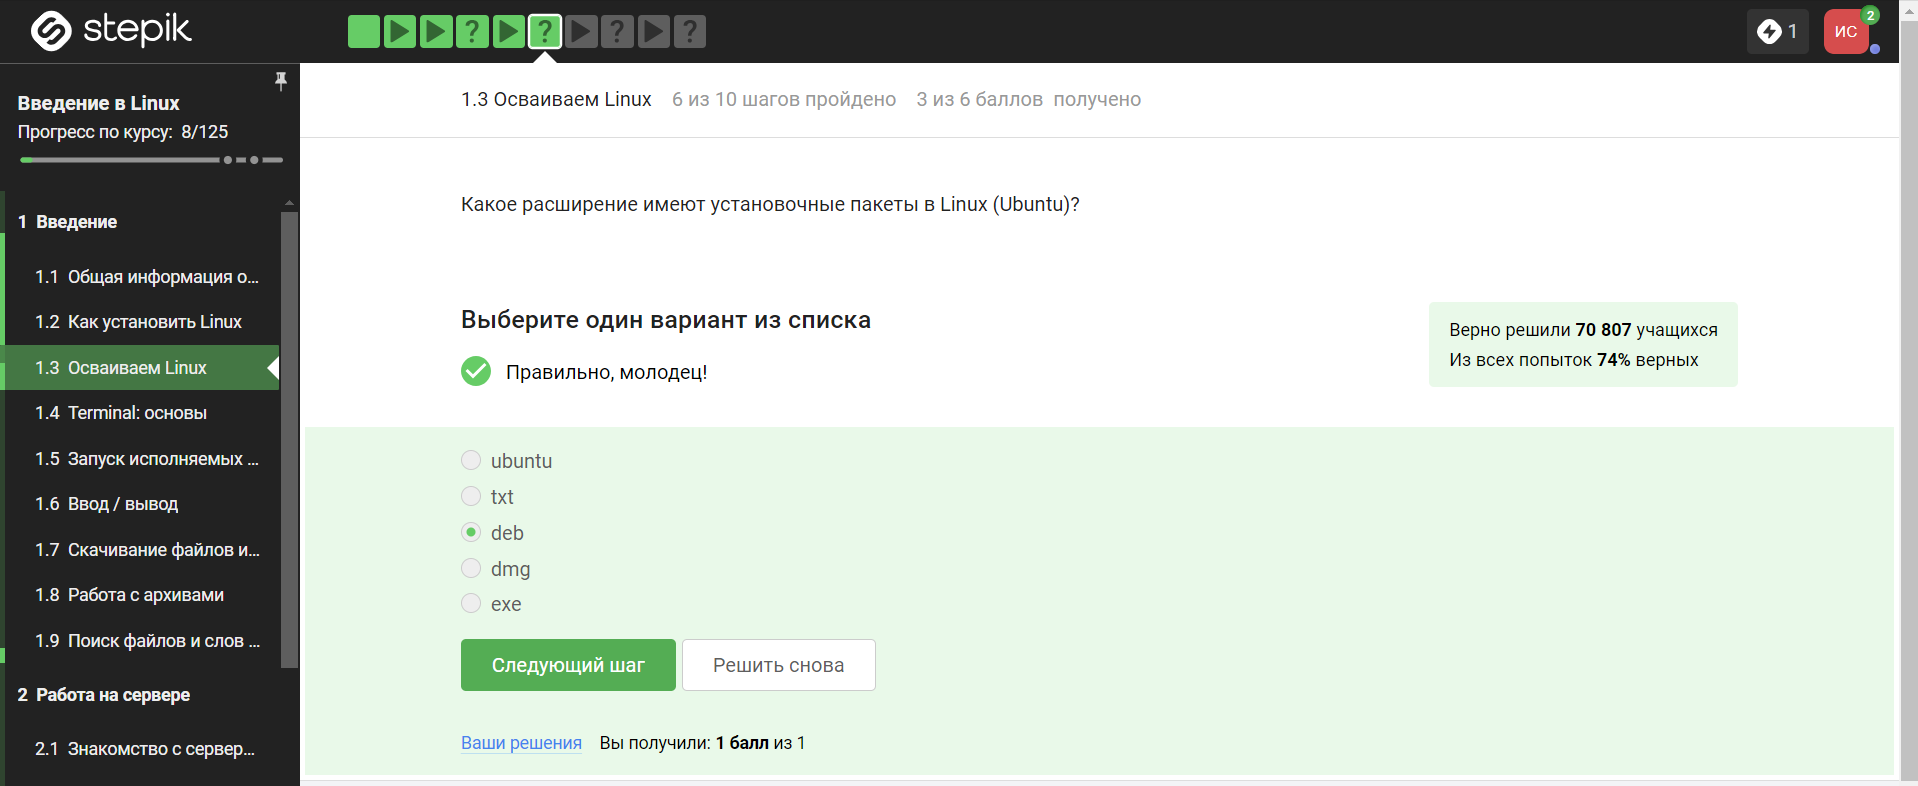 stepik
?
?
?
?
1
ИС
2
Введение в Linux
Прогресс по курсу: 8/125
1 Введение
1.1 Общая информация о...
1.2 Как установить Linux
1.3 Осваиваем Linux
1.4 Terminal: основы
1.5 Запуск исполняемых ...
1.6 Ввод / вывод
1.7 Скачивание файлов и...
1.8 Работа с архивами
1.9 Поиск файлов и слов ...
2 Работа на сервере
2.1 Знакомство с сервер...
1.3 Осваиваем Linux 6 из 10 шагов пройдено 3 из 6 баллов получено
Какое расширение имеют установочные пакеты в Linux (Ubuntu)?
Выберите один вариант из списка
Правильно, молодец!
Верно решили 70 807 учащихся
Из всех попыток 74% верных
ubuntu
txt
deb
dmg
exe
Следующий шаг
Решить снова
Ваши решения Вы получили: 1 балл из 1